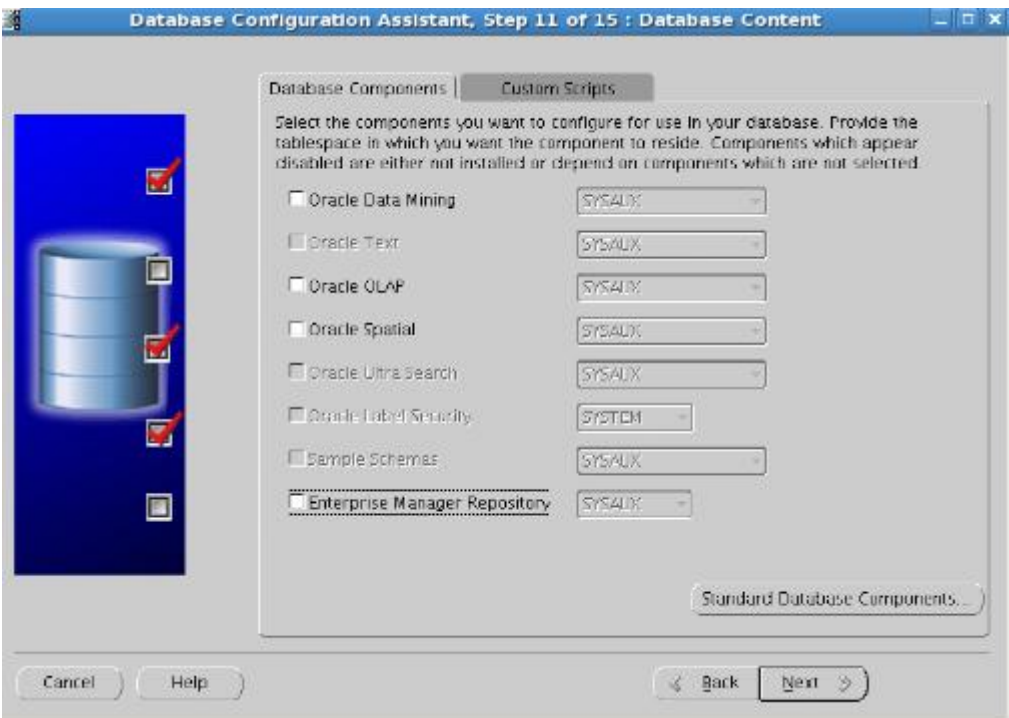 Database Configuration Assistant, Step 11 of 15 : Database Content
Database Components
Custom Scripts
Select the components you want to configure for use in your database. Provide the
tablespace in which you want the component to reside. Components which appear
disabled are either not installed or depend on components which are not selected.
Oracle Data Mining SYSAUX
Oracle Text SYSAUX
Oracle OLAP SYSAUX
Oracle Spatial SYSAUX
Oracle Ultra Search SYSAUX
Oracle Label Security SYSTEM
Sample Schemas SYSAUX
Enterprise Manager Repository SYSAUX
Standard Database Components...
Cancel Help Back Next